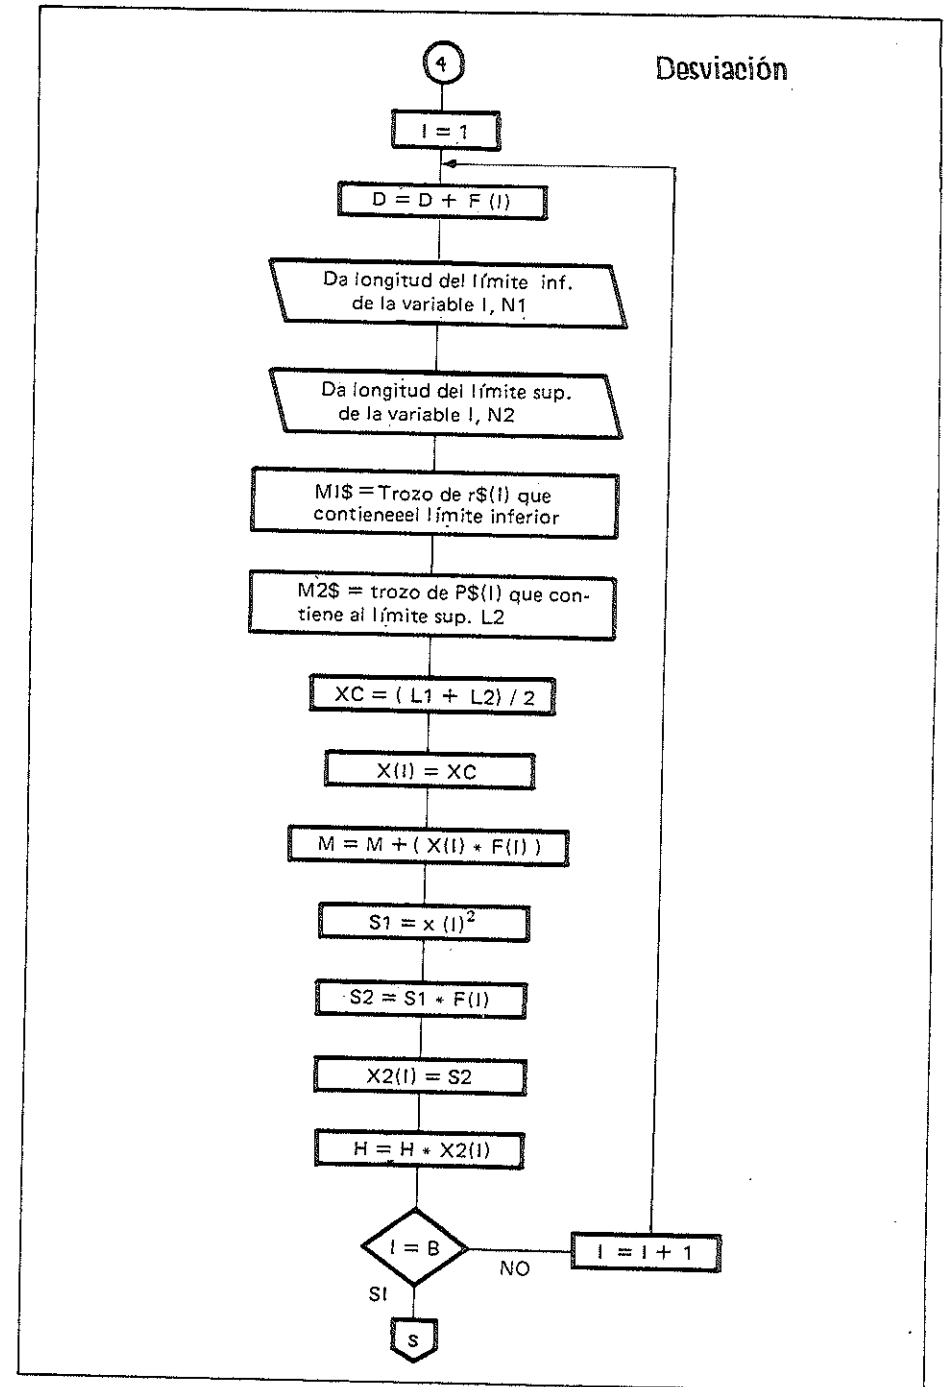 4
Desviación
I = 1
D = D + F (I)
Da longitud del límite inf.
de la variable I, N1
Da longitud del límite sup.
de la variable I, N2
M1$ = Trozo de r$(I) que
contieneeel límite inferior
M2$ = trozo de P$(I) que con-
tiene al límite sup. L2
XC = ( L1 + L2) / 2
X(I) = XC
M = M + ( X(I) * F(I) )
S1 = x (I)²
S2 = S1 * F(I)
X2(I) = S2
H = H * X2(I)
I = B
NO
I = I + 1
SI
S